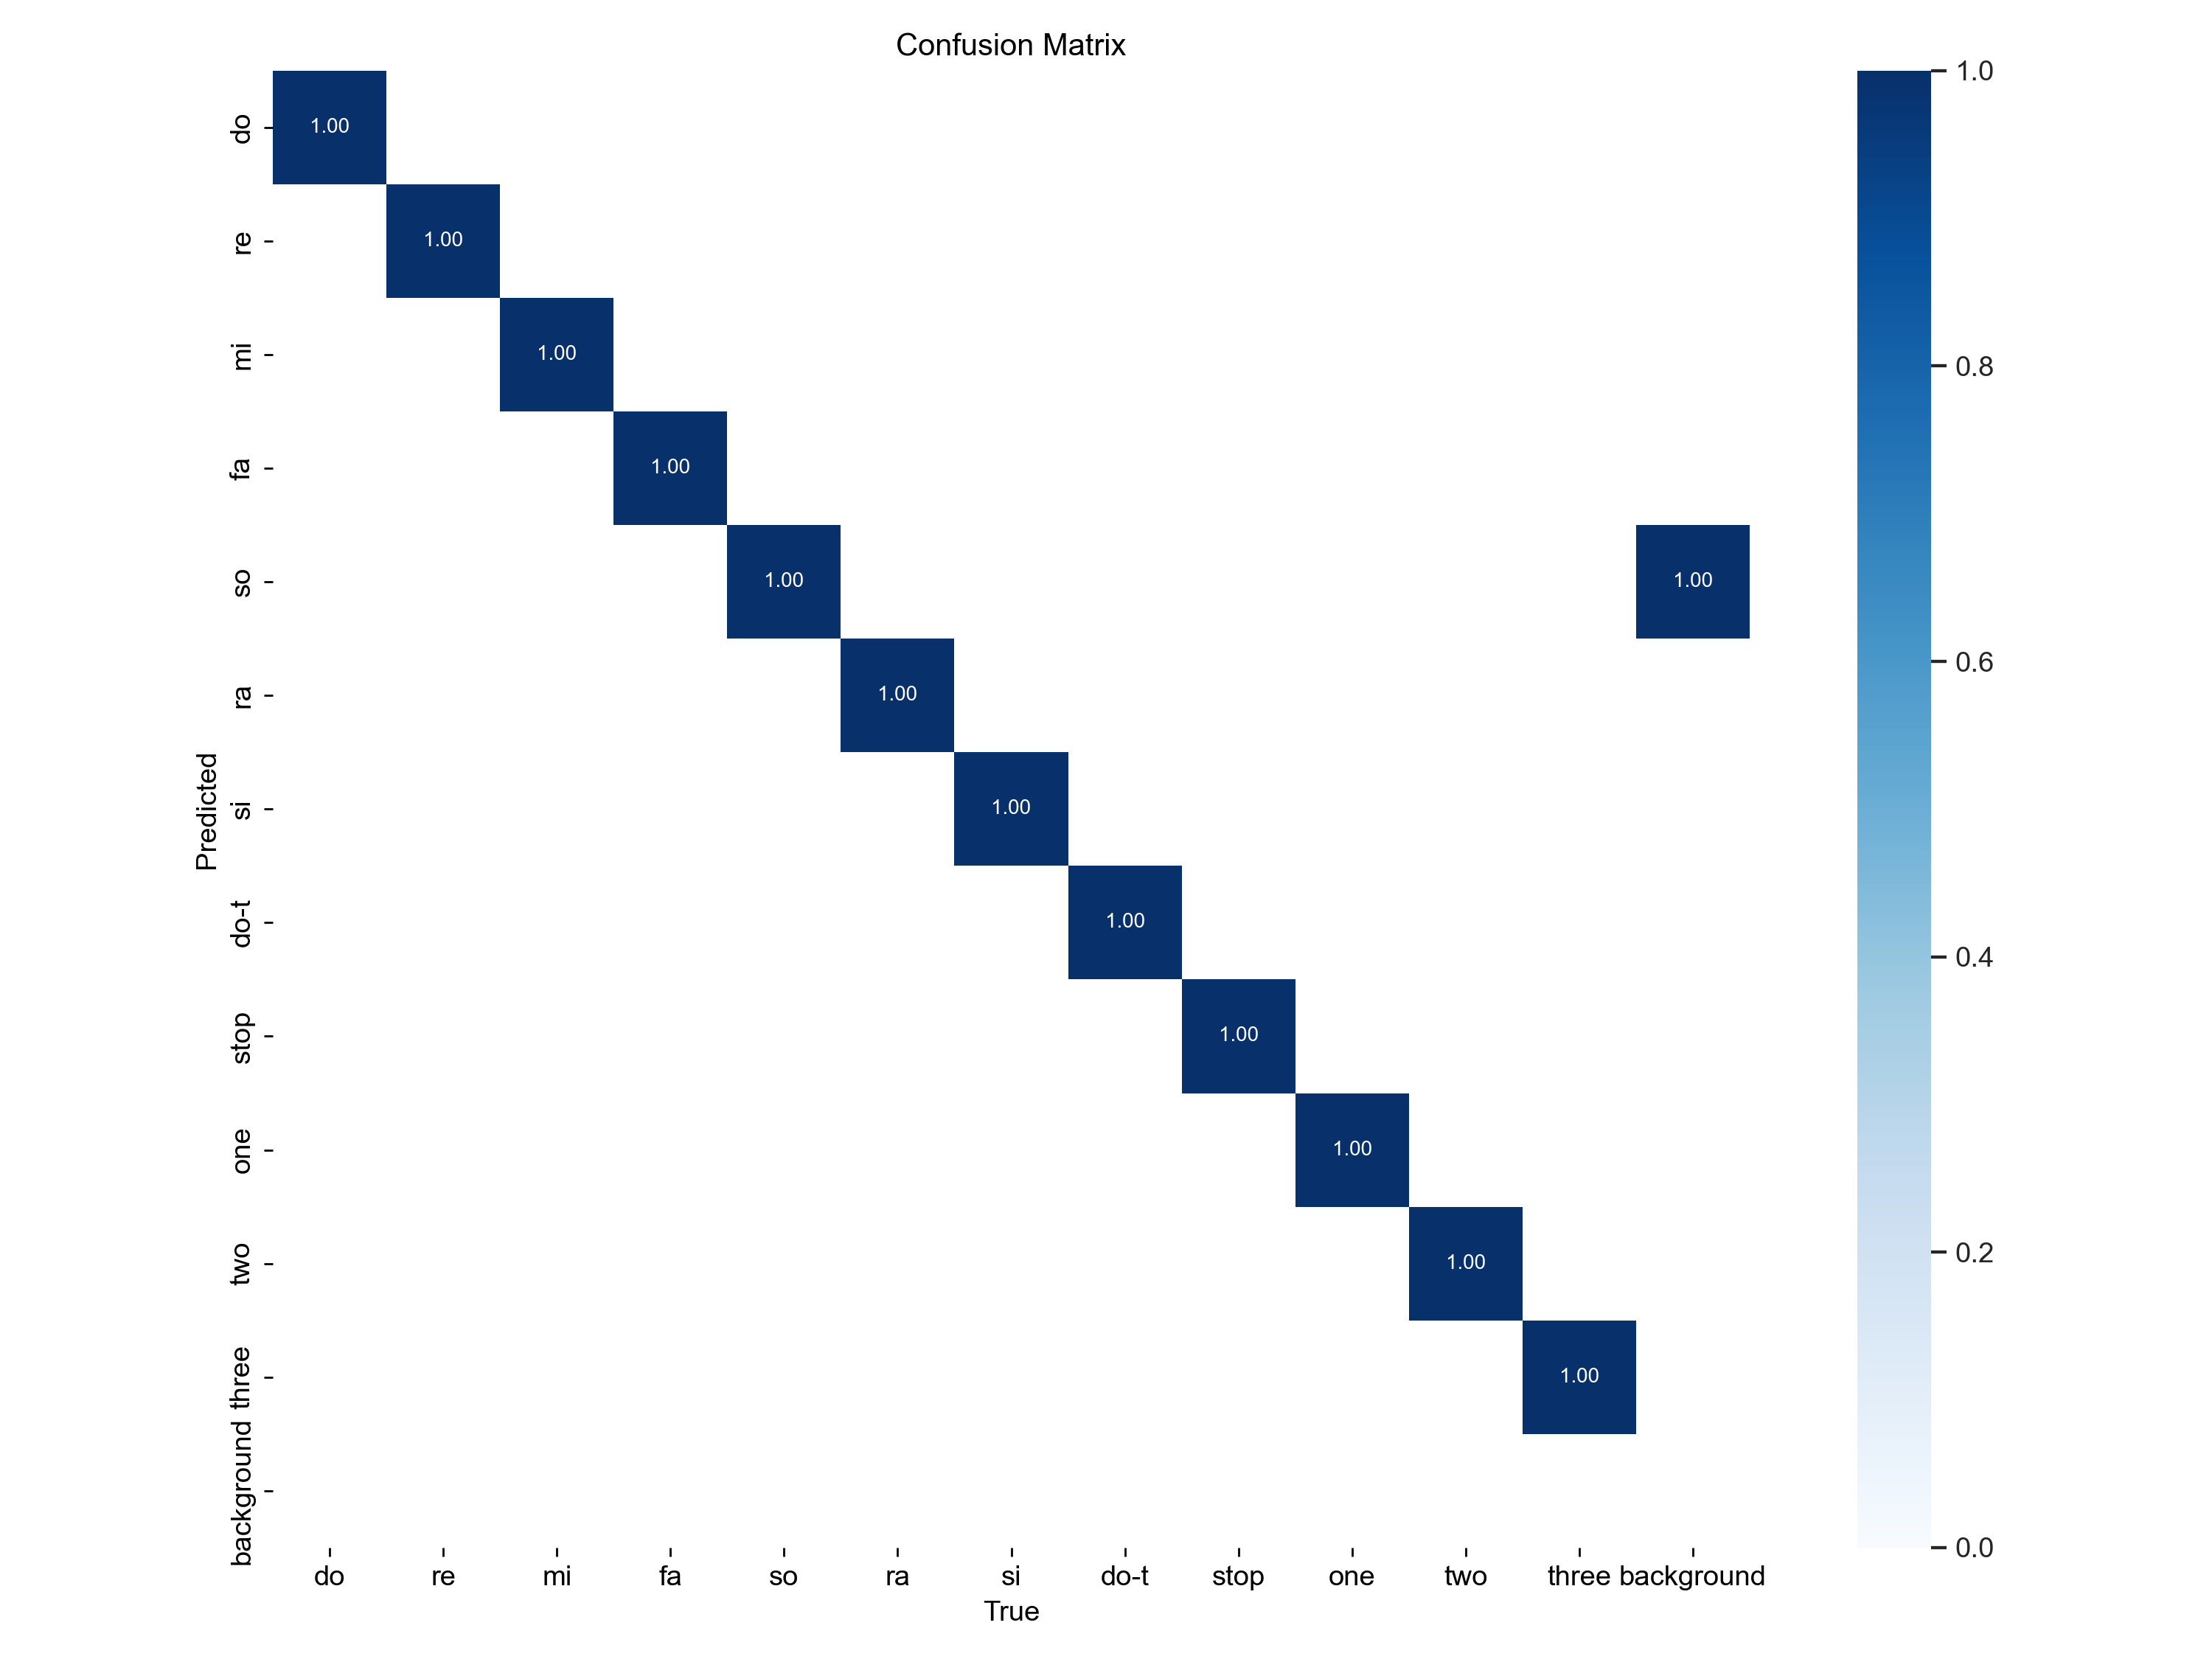 Confusion Matrix
do
re
mi
fa
so
ra
si
do-t
stop
one
two
three
background
Predicted
1.00
1.00
1.00
1.00
1.00 1.00
1.00
1.00
1.00
1.00
1.00
1.00
1.00
do re mi fa so ra si do-t stop one two three background
True
1.0
0.8
0.6
0.4
0.2
0.0